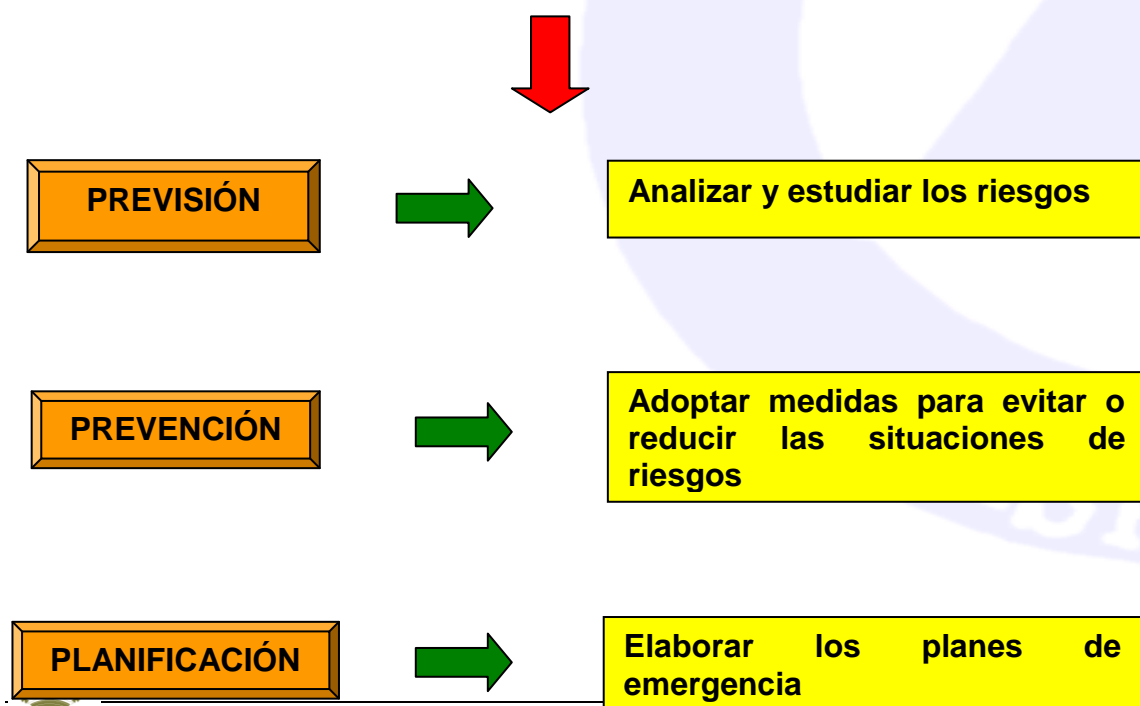 PREVISIÓN
Analizar y estudiar los riesgos
PREVENCIÓN
Adoptar medidas para evitar o
reducir las situaciones de
riesgos
PLANIFICACIÓN
Elaborar los planes de
emergencia